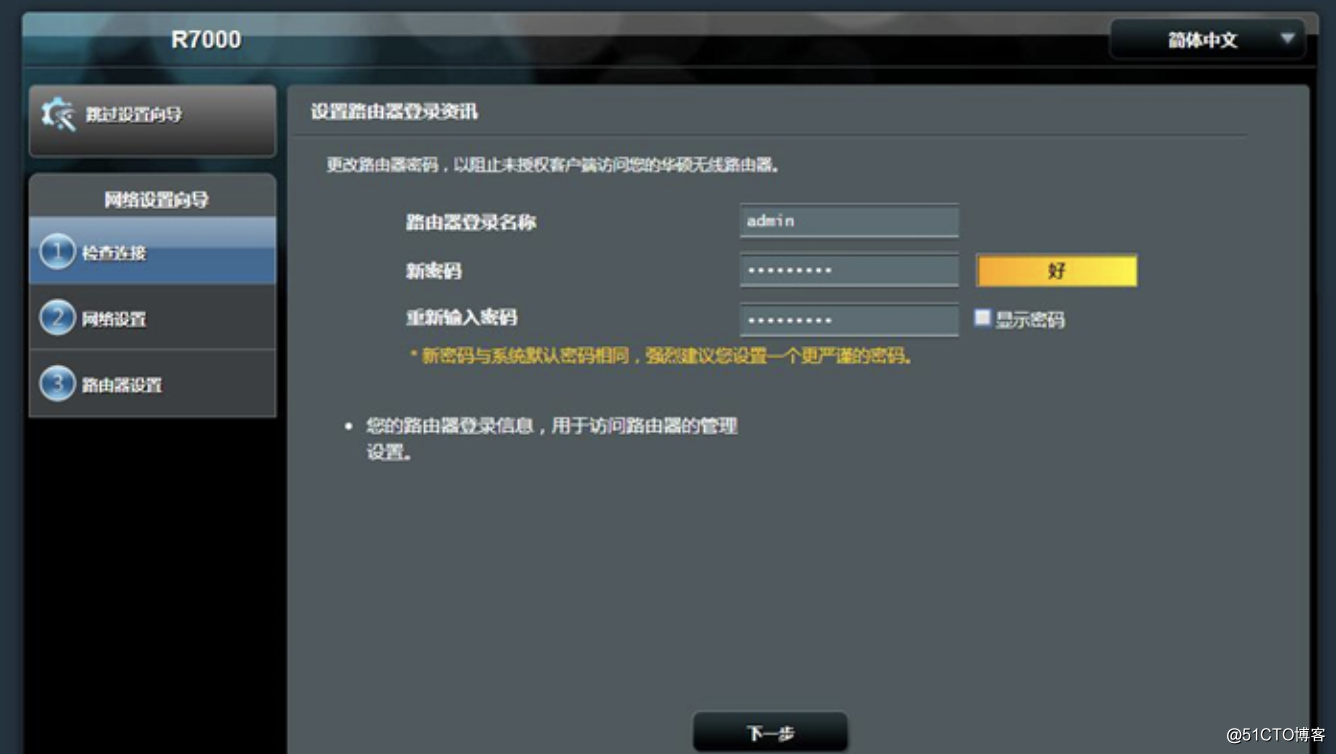 R7000
简体中文
跳过设置向导
网络设置向导
1 检查连接
2 网络设置
3 路由器设置
设置路由器登录资讯
更改路由器密码，以阻止未授权客户端访问您的华硕无线路由器。
路由器登录名称 admin
新密码 ••••••••• 好
重新输入密码 ••••••••• 显示密码
* 新密码与系统默认密码相同，强烈建议您设置一个更严谨的密码。
• 您的路由器登录信息，用于访问路由器的管理
设置。
下一步
@51CTO博客